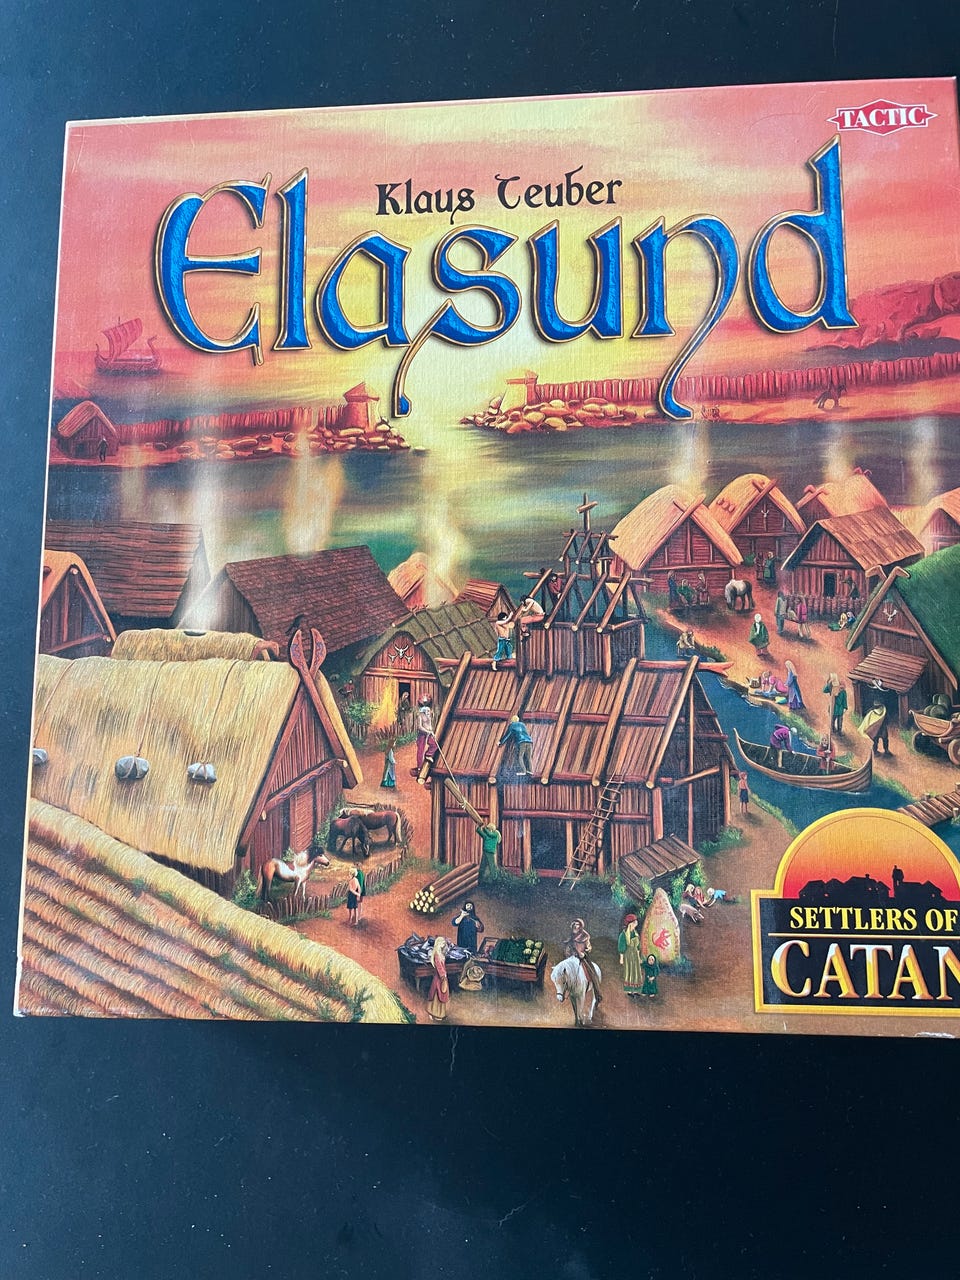 TACTIC
Klaus Teuber
Elasund
SETTLERS OF
CATAN